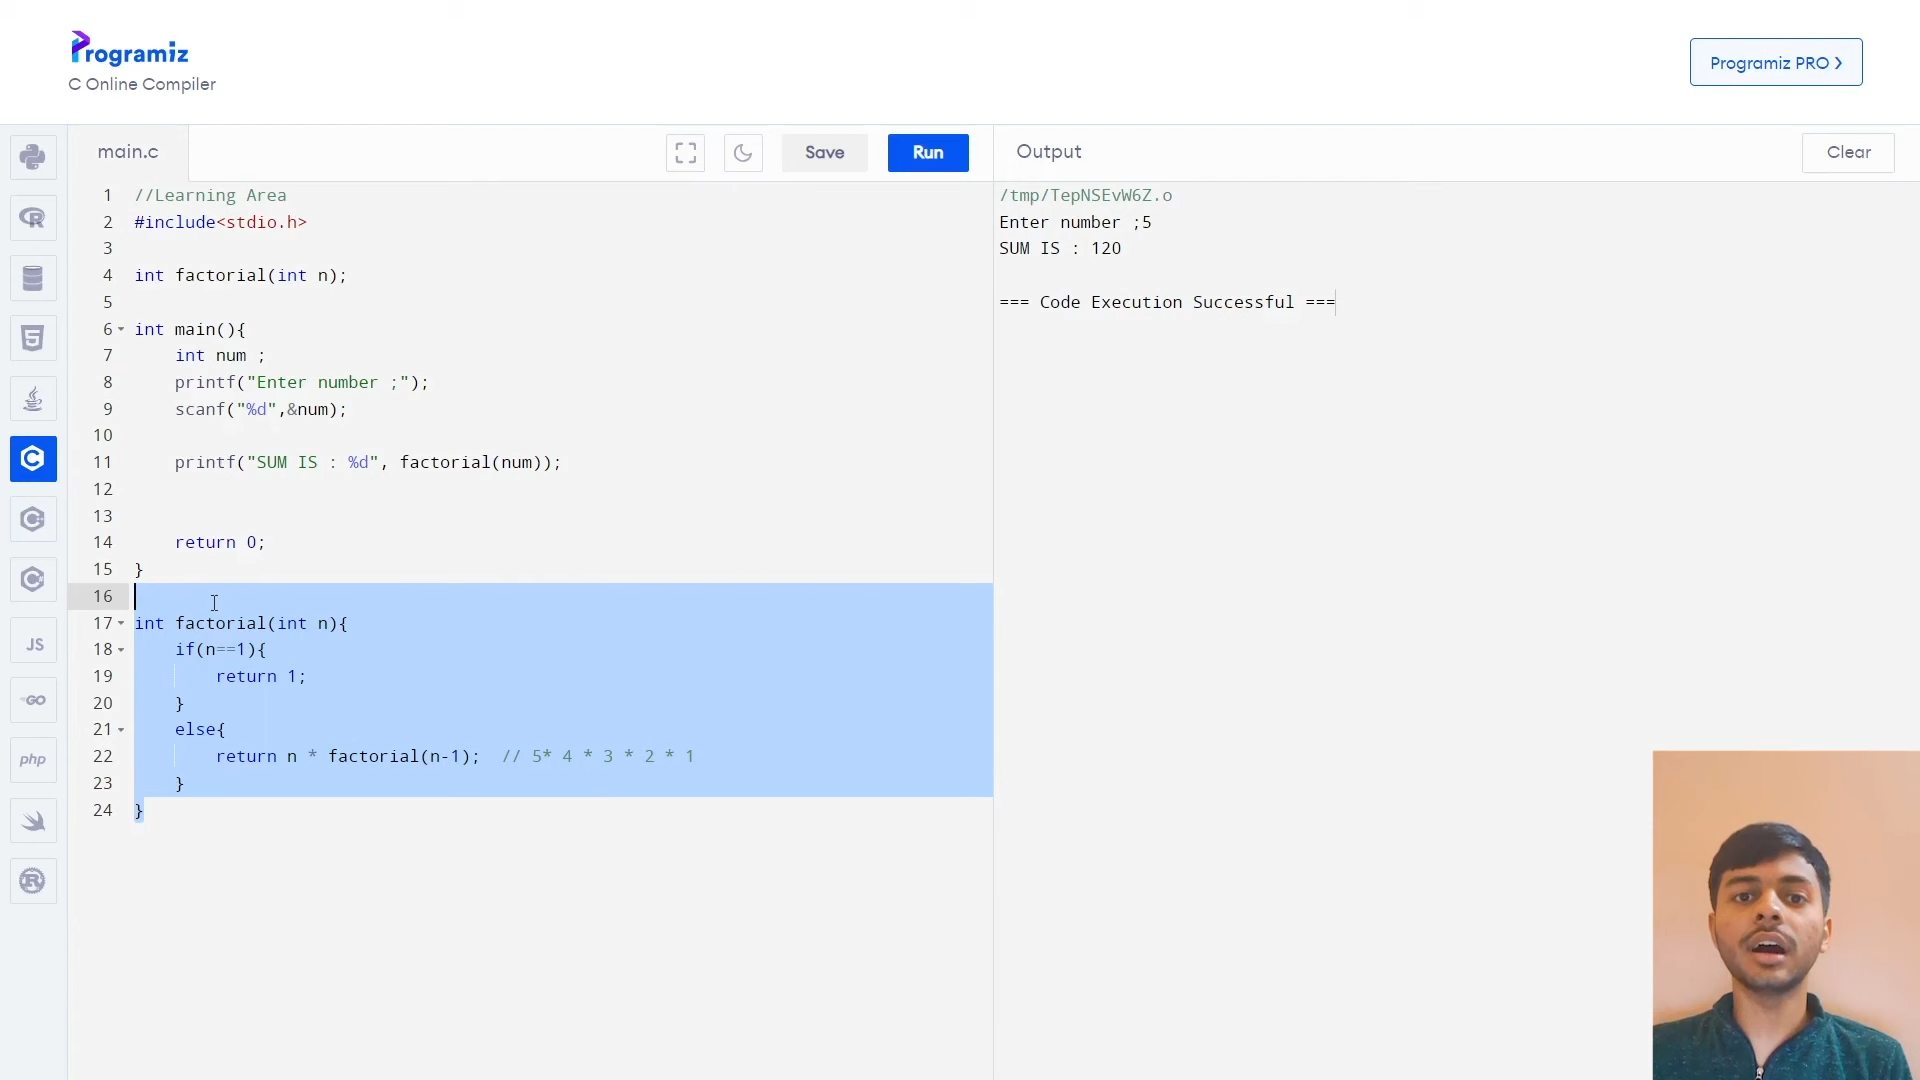 Programiz
C Online Compiler
Programiz PRO ❯
main.c
Save
Run
Output
Clear
1 //Learning Area
2 #include<stdio.h>
3
4 int factorial(int n);
5
6 int main(){
7 int num ;
8 printf("Enter number ;");
9 scanf("%d",&num);
10
11 printf("SUM IS : %d", factorial(num));
12
13
14 return 0;
15 }
16
17 int factorial(int n){
18 if(n==1){
19 return 1;
20 }
21 else{
22 return n * factorial(n-1);  // 5* 4 * 3 * 2 * 1
23 }
24 }
/tmp/TepNSEvW6Z.o
Enter number ;5
SUM IS : 120
=== Code Execution Successful ===
R
5
C
C
C
JS
GO
php
R